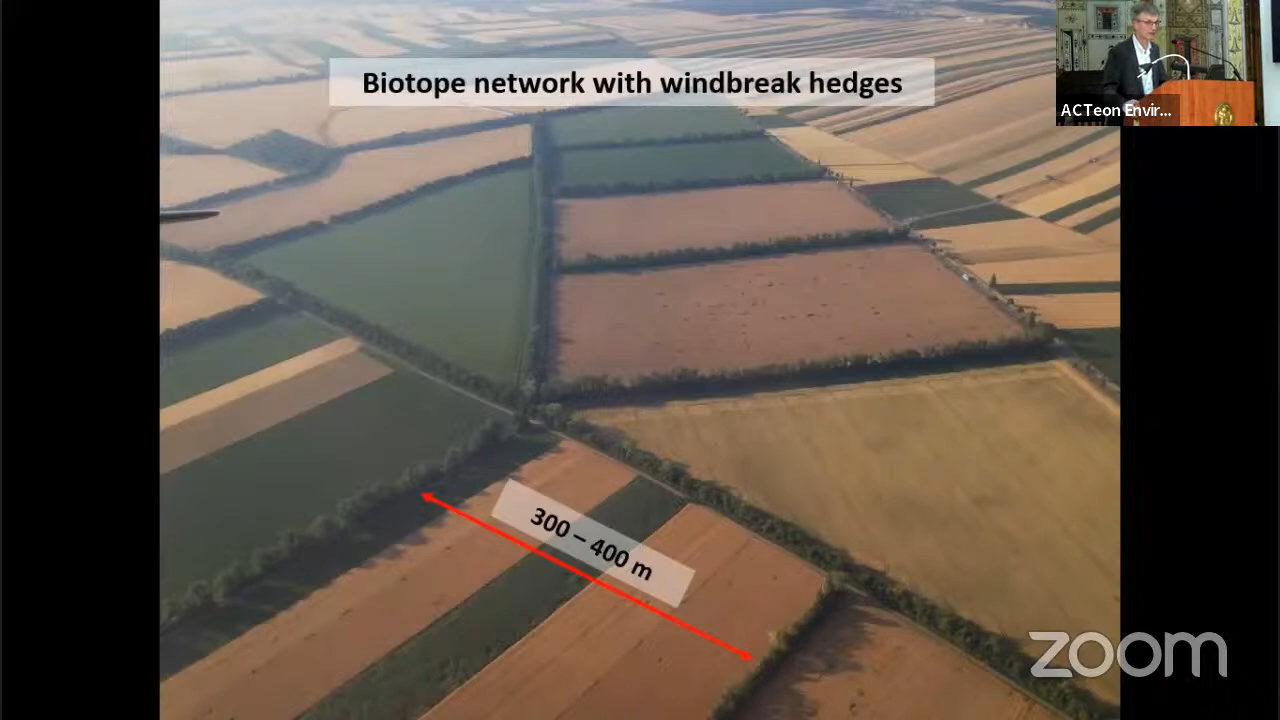 Biotope network with windbreak hedges
ACTeon Envir...
300 – 400 m
zoom